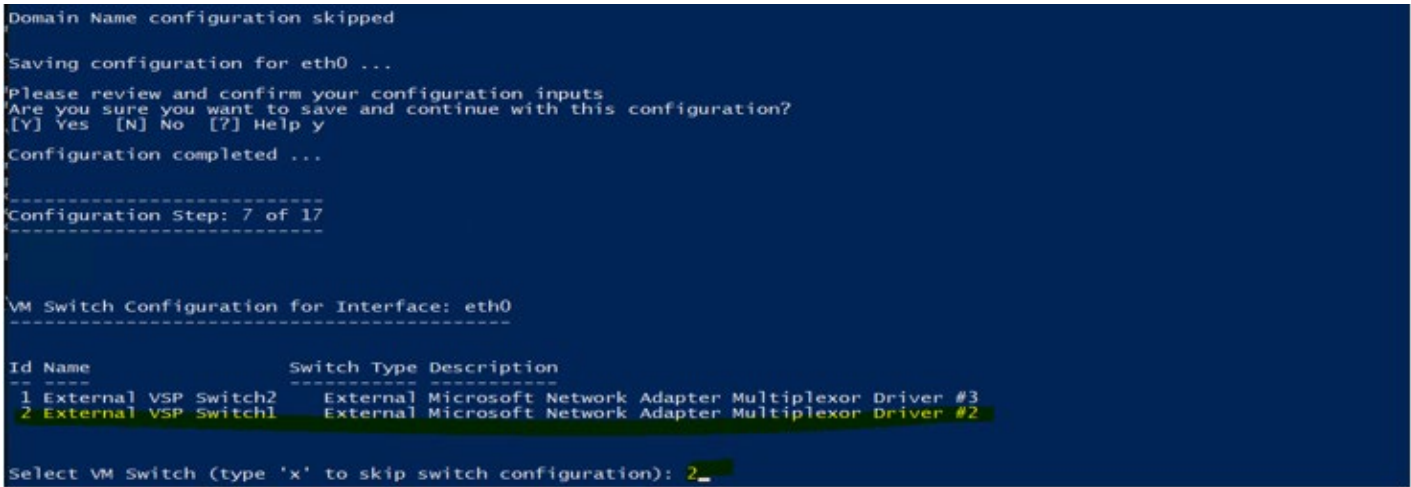 Domain Name configuration skipped
Saving configuration for eth0 ...
Please review and confirm your configuration inputs
Are you sure you want to save and continue with this configuration?
[Y] Yes  [N] No  [?] Help y
Configuration completed ...
---------------------------
Configuration Step: 7 of 17
---------------------------
VM Switch Configuration for Interface: eth0
-------------------------------------------
Id Name                   Switch Type Description
-- ----                   ----------- -----------
1 External VSP Switch2    External Microsoft Network Adapter Multiplexor Driver #3
2 External VSP Switch1    External Microsoft Network Adapter Multiplexor Driver #2
Select VM Switch (type 'x' to skip switch configuration): 2_